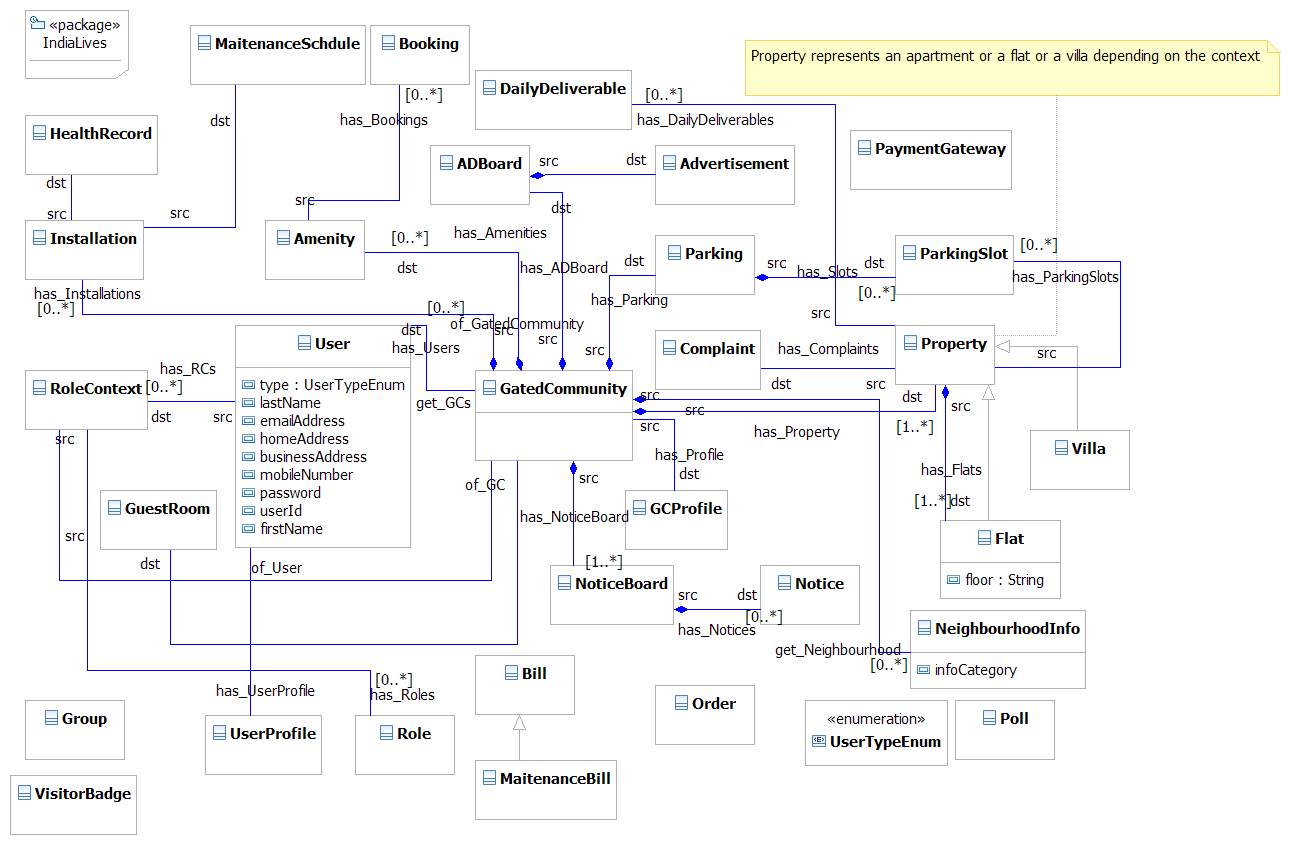 «package»
IndiaLives
MaitenanceSchdule
Booking
Property represents an apartment or a flat or a villa depending on the context
DailyDeliverable
[0..*]
[0..*]
dst
has_Bookings
has_DailyDeliverables
HealthRecord
PaymentGateway
ADBoard
src
dst
Advertisement
dst
src
src
src
dst
Installation
Amenity
[0..*]
has_Amenities
dst
has_ADBoard
Parking
dst
src
has_Slots
dst
[0..*]
ParkingSlot
[0..*]
has_ParkingSlots
has_Installations
[0..*]
[0..*]
has_Parking
src
of_GatedCommunity
dst
src
has_Users
src
src
User
type : UserTypeEnum
lastName
emailAddress
homeAddress
businessAddress
mobileNumber
password
userId
firstName
Complaint
has_Complaints
dst
src
Property
src
has_RCs
RoleContext
[0..*]
dst
src
get_GCs
GatedCommunity
src
src
src
dst
src
[1..*]
has_Property
Villa
src
has_Profile
dst
of_GC
src
has_Flats
[1..*]
dst
GuestRoom
GCProfile
has_NoticeBoard
src
Flat
floor : String
dst
of_User
[1..*]
NoticeBoard
src
dst
[0..*]
has_Notices
Notice
NeighbourhoodInfo
infoCategory
get_Neighbourhood
[0..*]
Bill
[0..*]
has_Roles
has_UserProfile
Order
Group
UserProfile
Role
«enumeration»
UserTypeEnum
Poll
VisitorBadge
MaitenanceBill